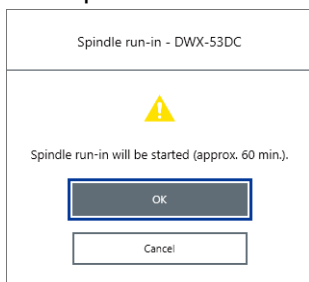 Spindle run-in - DWX-53DC
Spindle run-in will be started (approx. 60 min.).
OK
Cancel